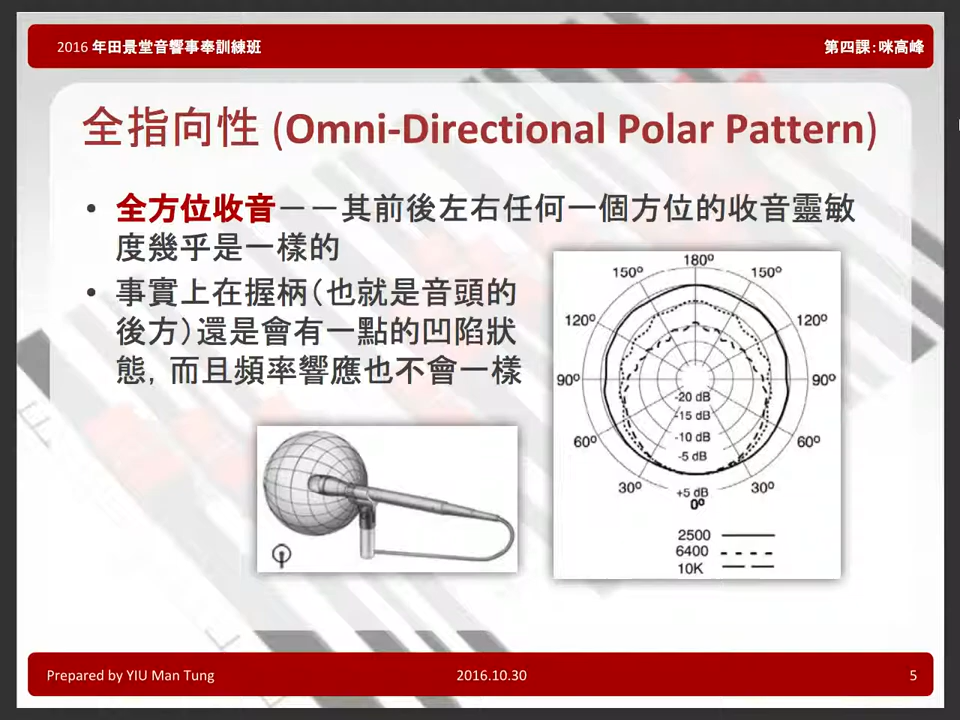 2016 年田景堂音響事奉訓練班
第四課：咪高峰
全指向性 (Omni-Directional Polar Pattern)
• 全方位收音－－其前後左右任何一個方位的收音靈敏
度幾乎是一樣的
• 事實上在握柄（也就是音頭的
後方）還是會有一點的凹陷狀
態，而且頻率響應也不會一樣
180º
150º 150º
120º 120º
90º 90º
-20 dB
-15 dB
-10 dB
60º 60º
-5 dB
30º 30º
+5 dB
0º
2500
6400
10K
Prepared by YIU Man Tung
2016.10.30
5